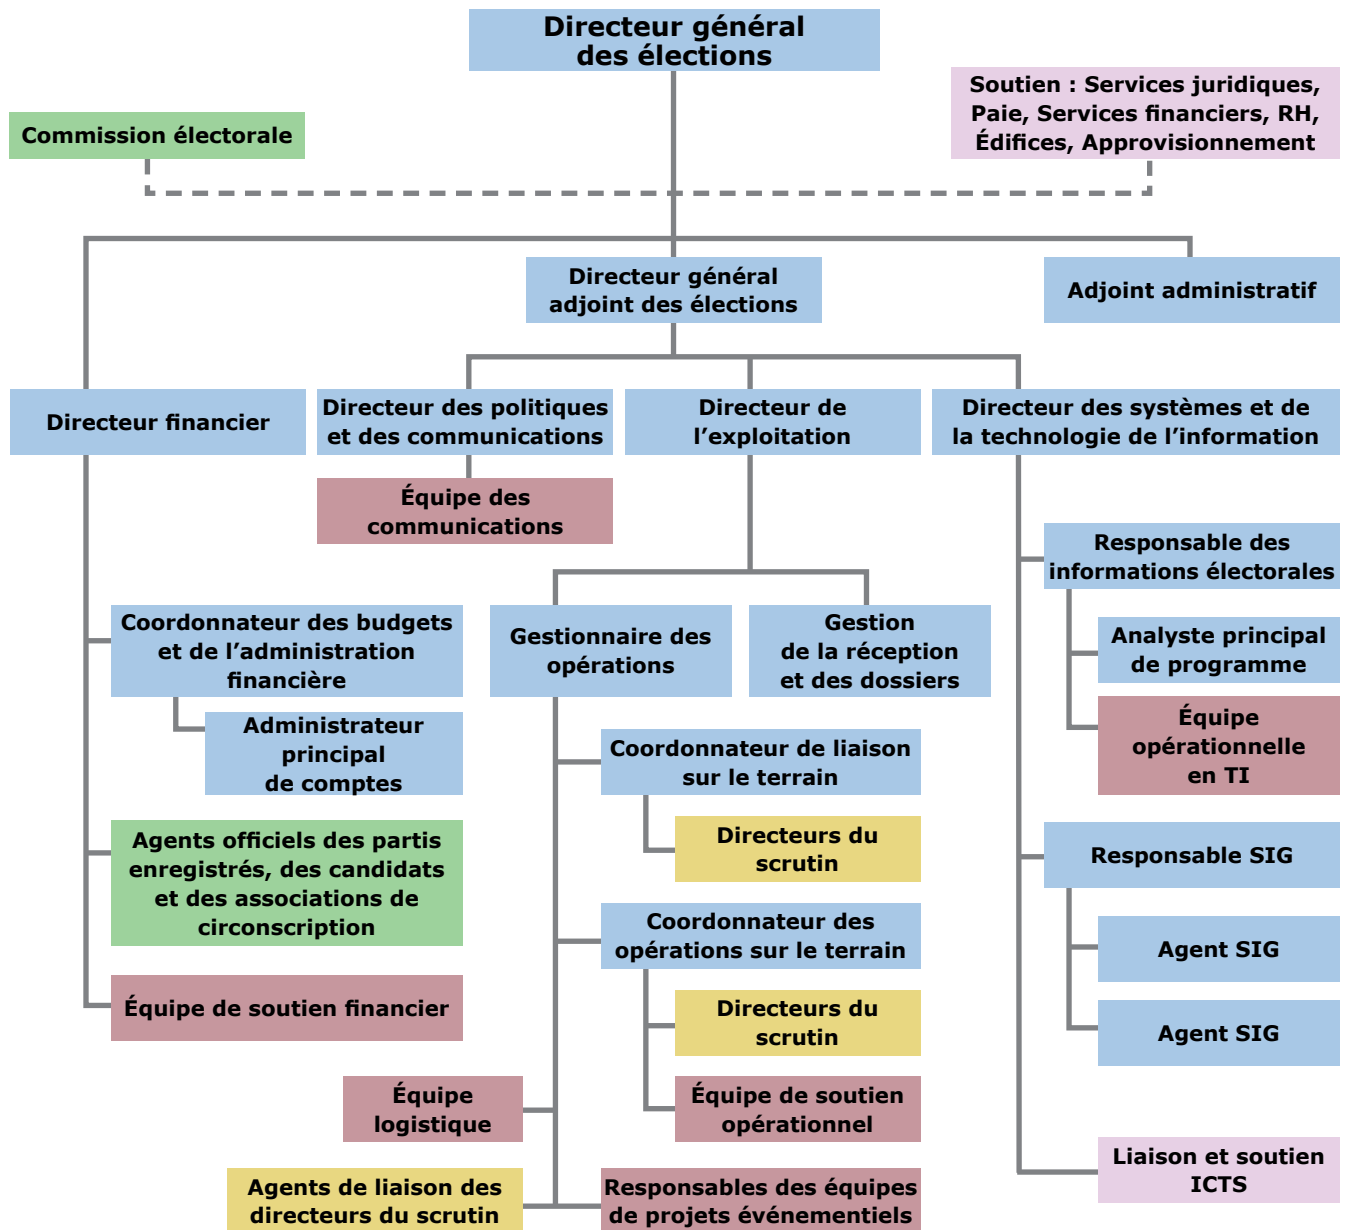 Directeur général
des élections
Soutien : Services juridiques,
Paie, Services financiers, RH,
Édifices, Approvisionnement
Commission électorale
Directeur général
adjoint des élections
Adjoint administratif
Directeur financier
Directeur des politiques
et des communications
Directeur de
l’exploitation
Directeur des systèmes et de
la technologie de l’information
Équipe des
communications
Responsable des
informations électorales
Coordonnateur des budgets
et de l’administration
financière
Gestionnaire des
opérations
Gestion
de la réception
et des dossiers
Analyste principal
de programme
Administrateur
principal
de comptes
Équipe
opérationnelle
en TI
Coordonnateur de liaison
sur le terrain
Directeurs du
scrutin
Agents officiels des partis
enregistrés, des candidats
et des associations de
circonscription
Responsable SIG
Coordonnateur des
opérations sur le terrain
Agent SIG
Équipe de soutien financier
Directeurs du
scrutin
Agent SIG
Équipe
logistique
Équipe de soutien
opérationnel
Agents de liaison des
directeurs du scrutin
Responsables des équipes
de projets événementiels
Liaison et soutien
ICTS